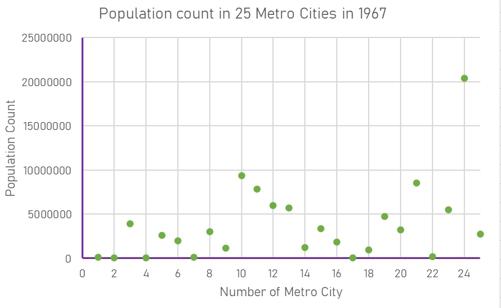 Population count in 25 Metro Cities in 1967
25000000
20000000
15000000
10000000
5000000
0
Population Count
0 2 4 6 8 10 12 14 16 18 20 22 24
Number of Metro City